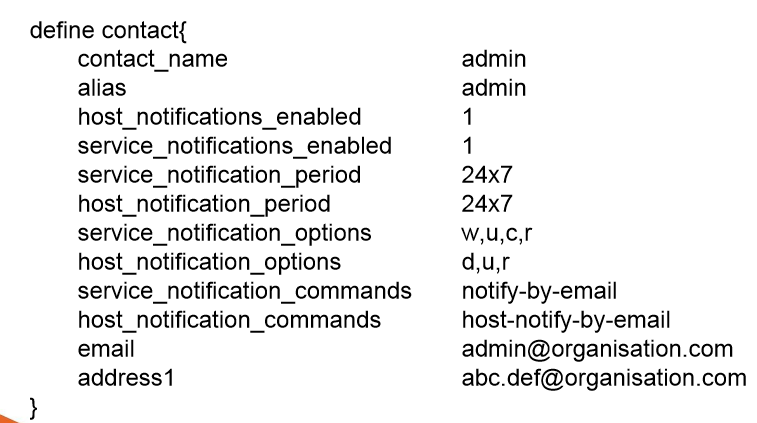 define contact{
contact_name admin
alias admin
host_notifications_enabled 1
service_notifications_enabled 1
service_notification_period 24x7
host_notification_period 24x7
service_notification_options w,u,c,r
host_notification_options d,u,r
service_notification_commands notify-by-email
host_notification_commands host-notify-by-email
email admin@organisation.com
address1 abc.def@organisation.com
}